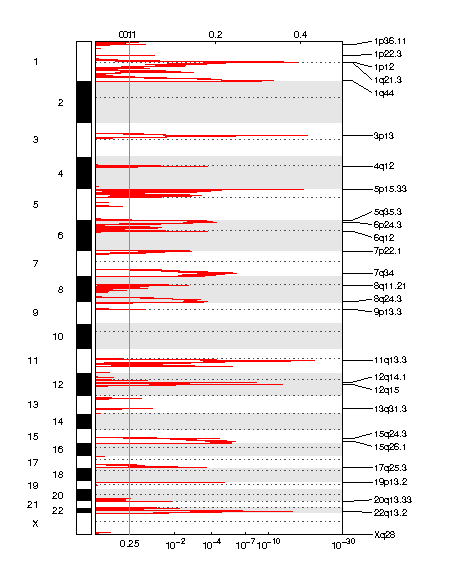 0.011 0.2 0.4
1p36.11
1p22.3
1 1p12
1q21.3
1q44
2
3 3p13
4 4q12
5p15.33
5 5q35.3
6p24.3
6 6q12
6p22.1
7
7q34
8 8q11.21
8q24.3
9 9p13.3
10
11 11q13.3
12q14.1
12 12q15
13 13q31.3
14
15 15q24.3
16 15q26.1
17 17q25.3
18
19 19p13.2
20
21 20q13.33
22 22q13.2
X
Xq28
0.25 10⁻² 10⁻⁴ 10⁻⁷ 10⁻¹⁰ 10⁻³⁰